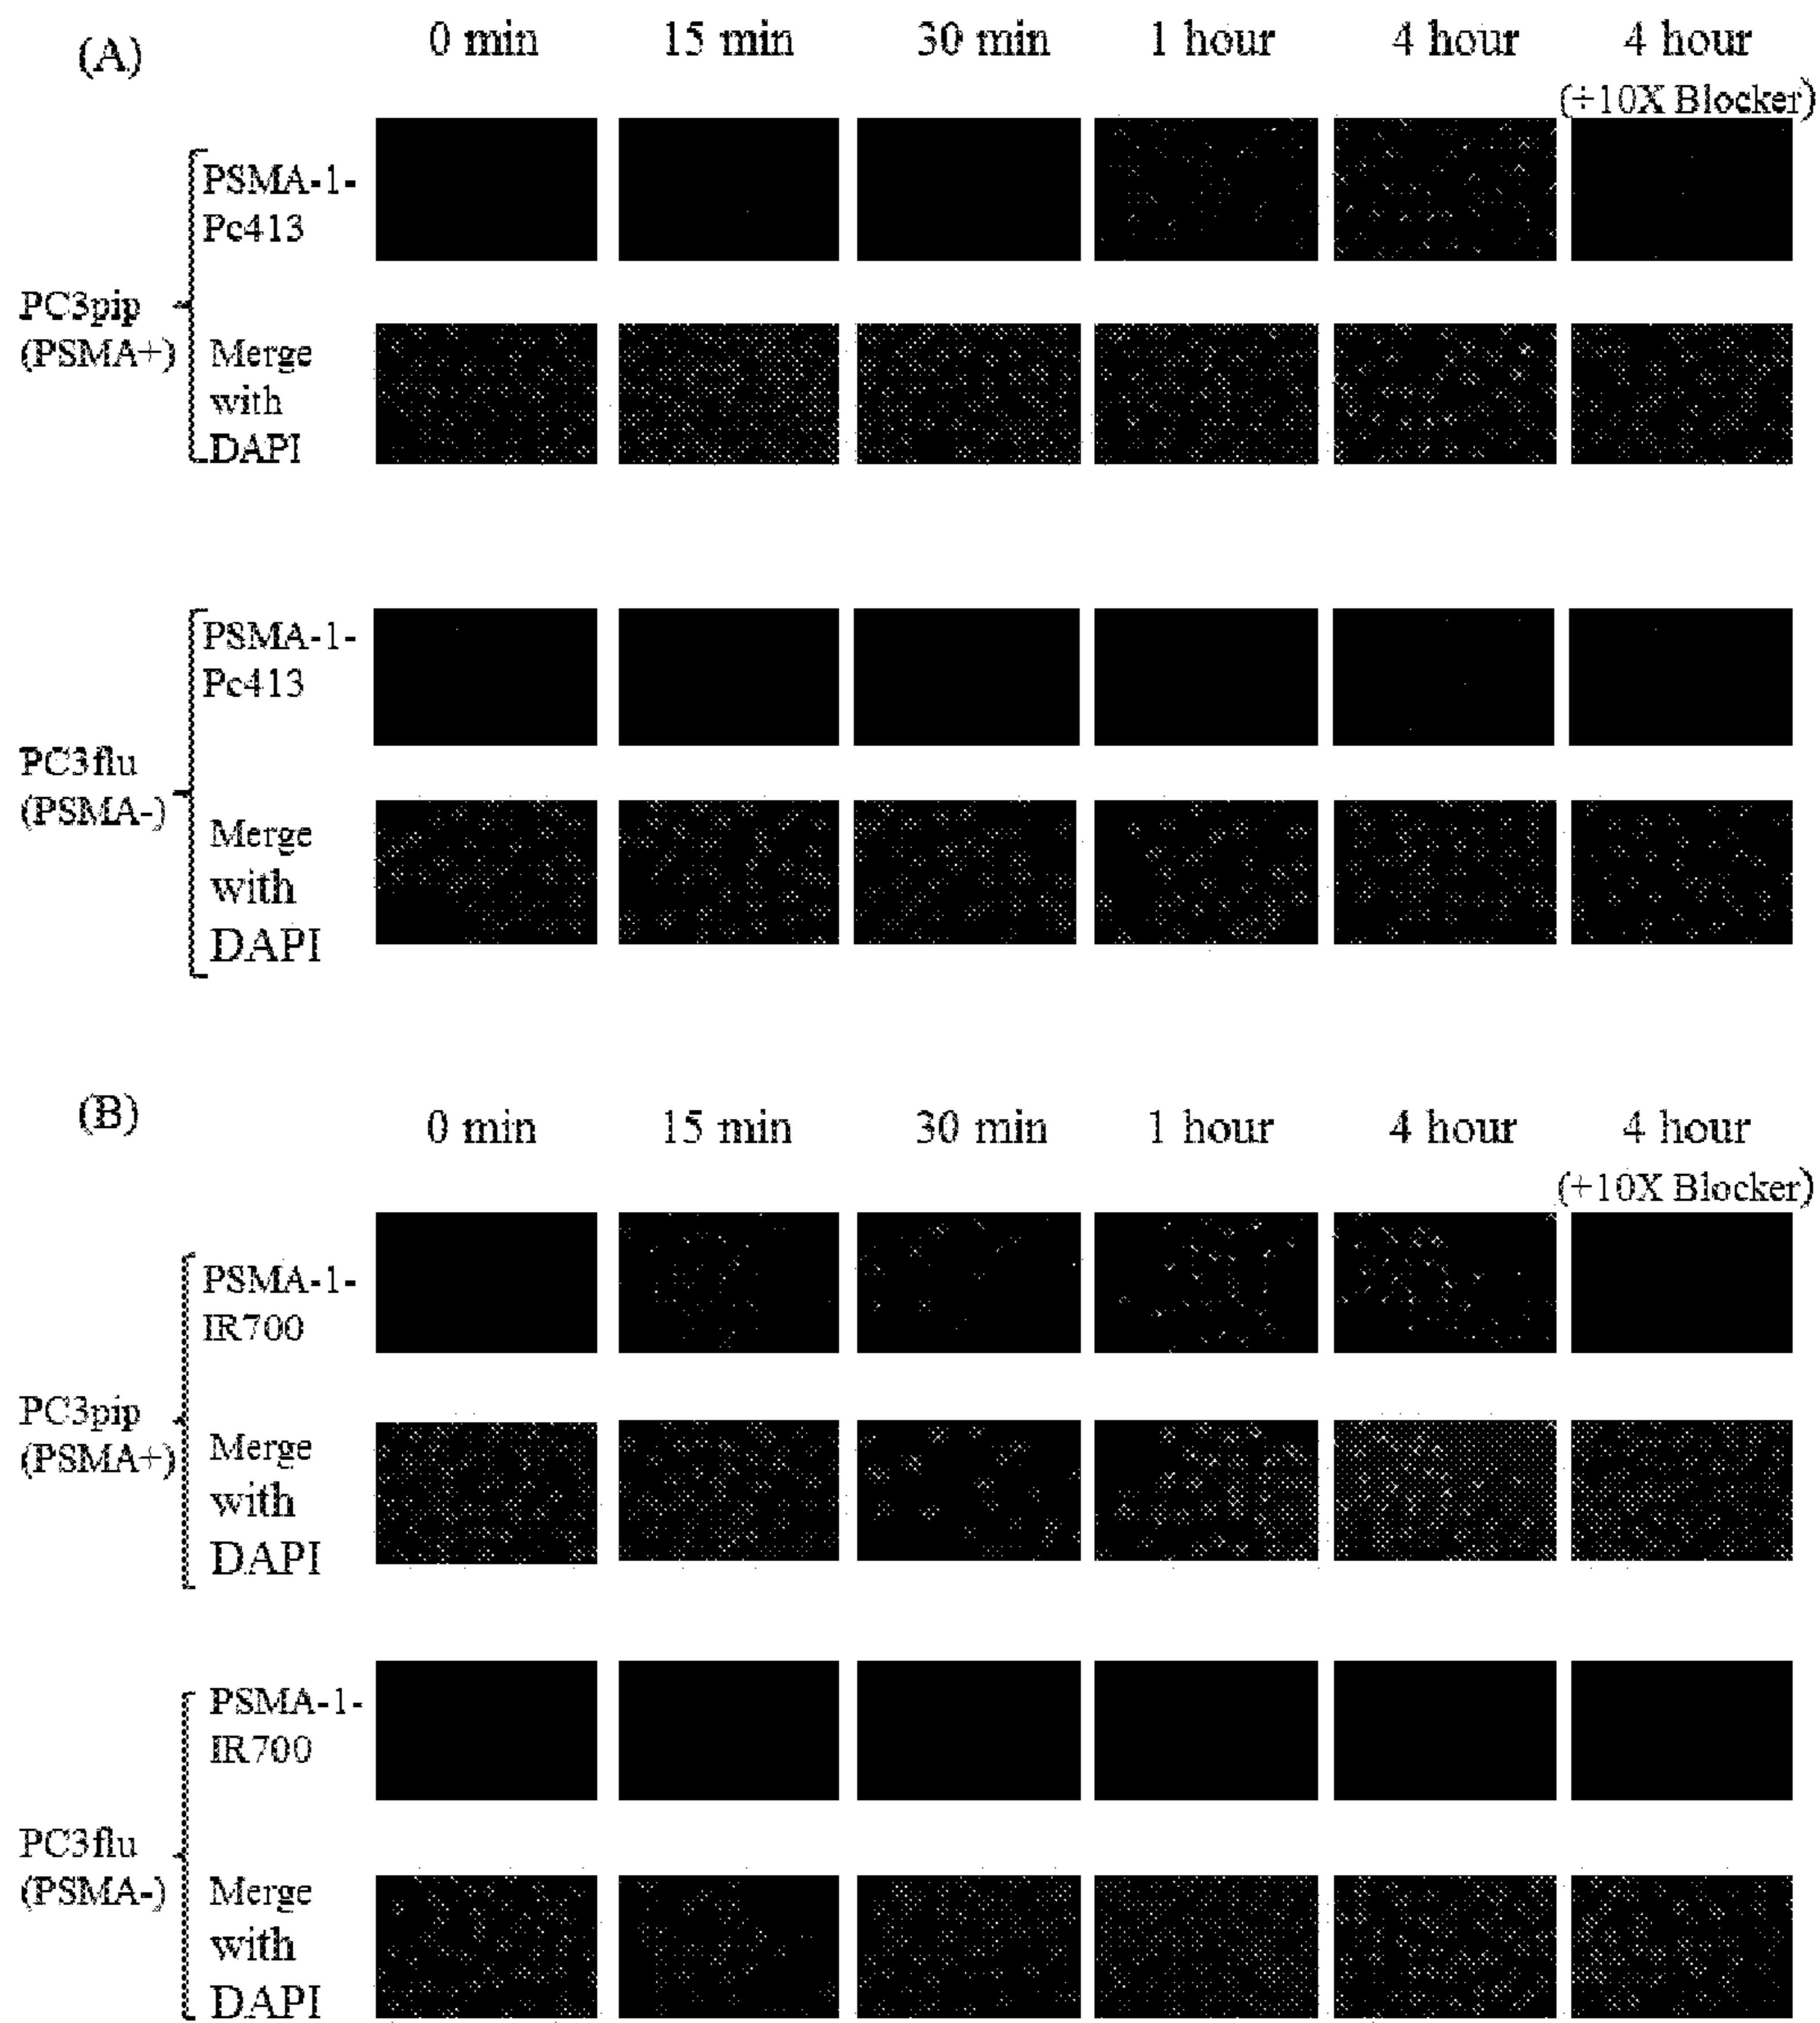 (A)
0 min 15 min 30 min 1 hour 4 hour 4 hour
(+10X Blocker)
PSMA-1-
Pc413
PC3pip
(PSMA+)
Merge
with
DAPI
PSMA-1-
Pc413
PC3flu
(PSMA-)
Merge
with
DAPI
(B)
0 min 15 min 30 min 1 hour 4 hour 4 hour
(+10X Blocker)
PSMA-1-
IR700
PC3pip
(PSMA+)
Merge
with
DAPI
PSMA-1-
IR700
PC3flu
(PSMA-)
Merge
with
DAPI